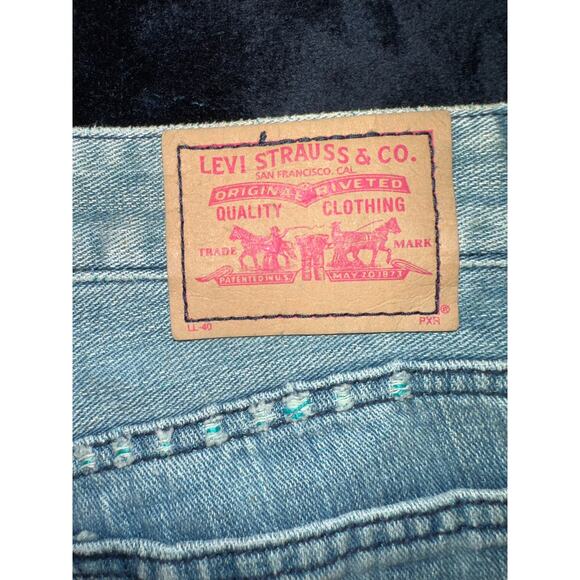 LEVI STRAUSS & CO.
SAN FRANCISCO, CAL
ORIGINAL RIVETED
QUALITY CLOTHING
TRADE MARK
PATENTED IN U.S. MAY 20 1873
LL-40 PXR®